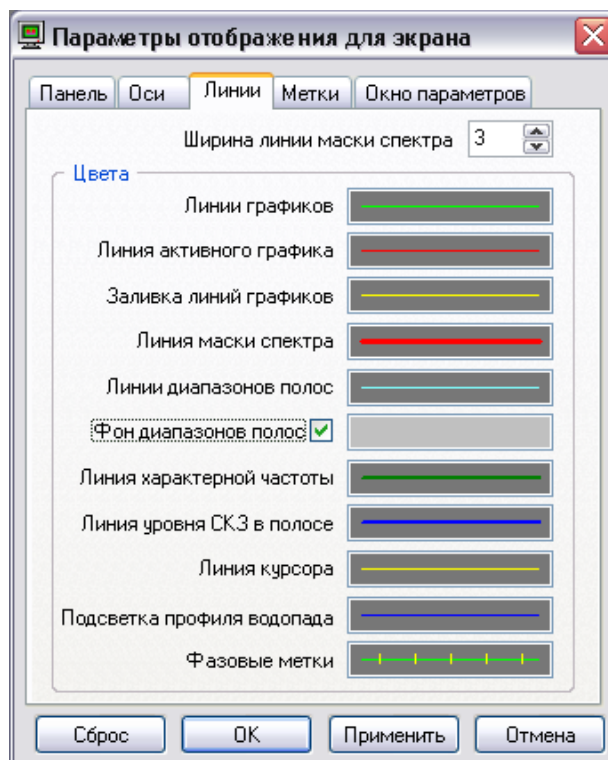 Параметры отображения для экрана
Панель Оси Линии Метки Окно параметров
Ширина линии маски спектра 3
Цвета
Линии графиков
Линия активного графика
Заливка линий графиков
Линия маски спектра
Линии диапазонов полос
Фон диапазонов полос
Линия характерной частоты
Линия уровня СКЗ в полосе
Линия курсора
Подсветка профиля водопада
Фазовые метки
Сброс OK Применить Отмена